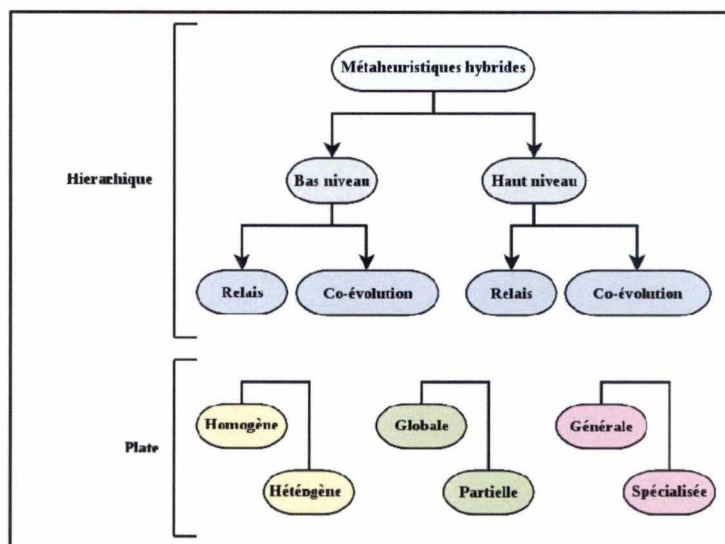 Métaheuristiques hybrides
Hierarchique
Bas niveau
Haut niveau
Relais
Co-évolution
Relais
Co-évolution
Plate
Homogène
Globale
Générale
Hétéogène
Partielle
Spécialisée